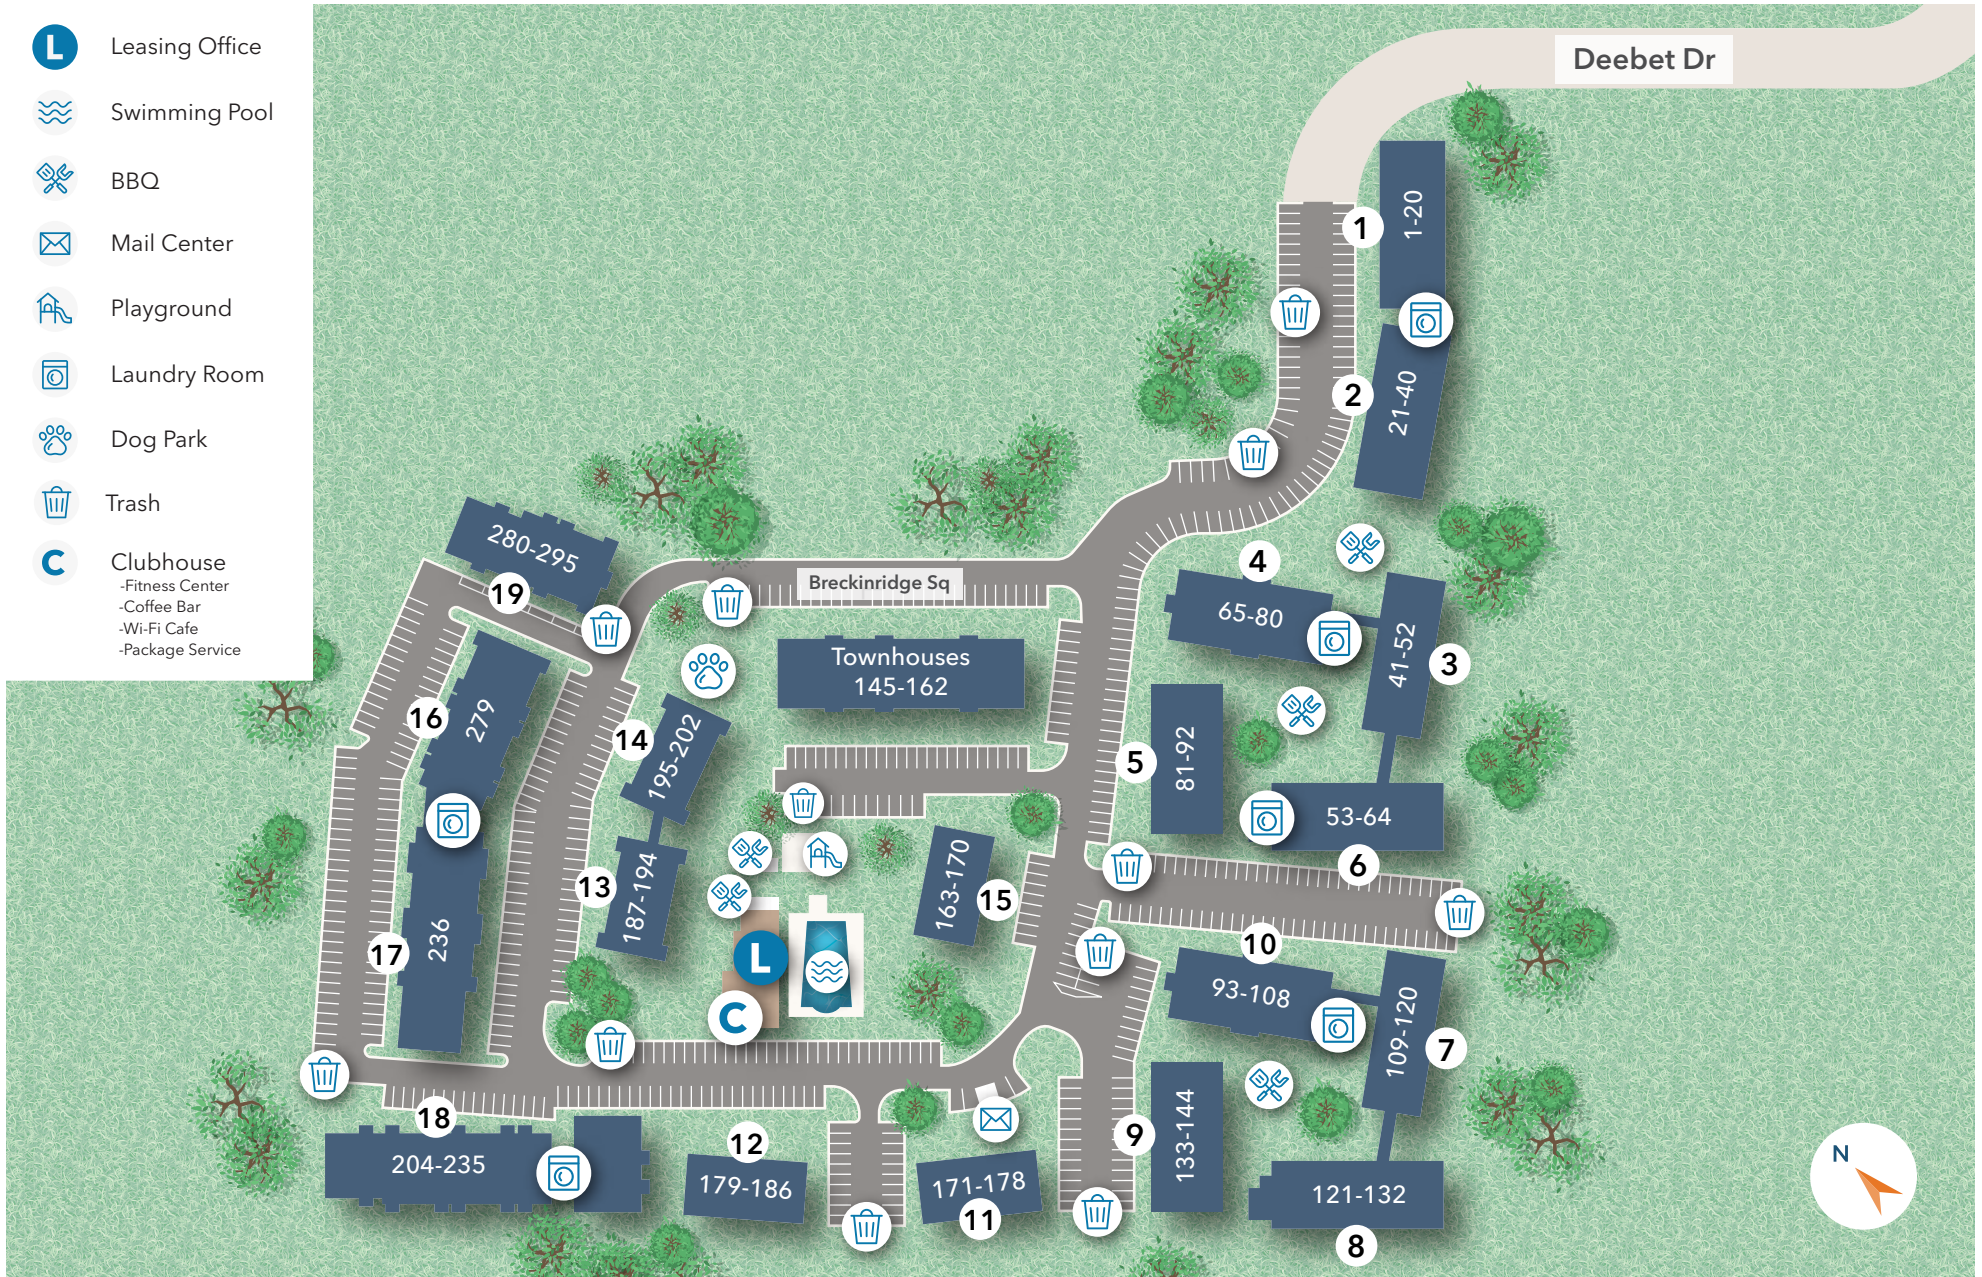 L Leasing Office
Swimming Pool
BBQ
Mail Center
Playground
Laundry Room
Dog Park
Trash
C Clubhouse
-Fitness Center
-Coffee Bar
-Wi-Fi Cafe
-Package Service
Deebet Dr
1
1-20
2
21-40
280-295
19
Breckinridge Sq
4
65-80
41-52
3
Townhouses
145-162
16
279
14
195-202
5
81-92
53-64
6
13
187-194
163-170
15
17
236
L
C
10
93-108
109-120
7
18
204-235
12
179-186
171-178
11
9
133-144
121-132
8
N